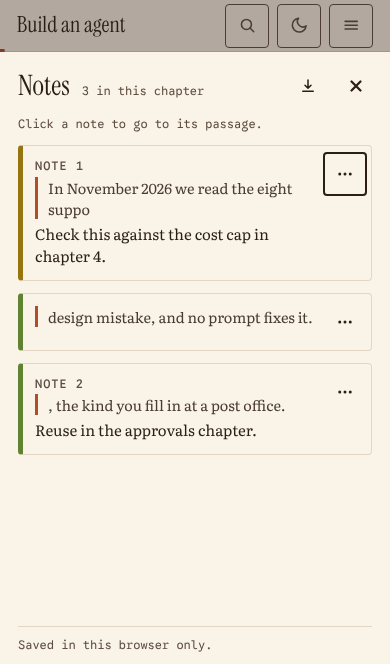 Build an agent
Notes 3 in this chapter
Click a note to go to its passage.
NOTE 1
In November 2026 we read the eight
suppo
Check this against the cost cap in
chapter 4.
design mistake, and no prompt fixes it.
NOTE 2
, the kind you fill in at a post office.
Reuse in the approvals chapter.
Saved in this browser only.